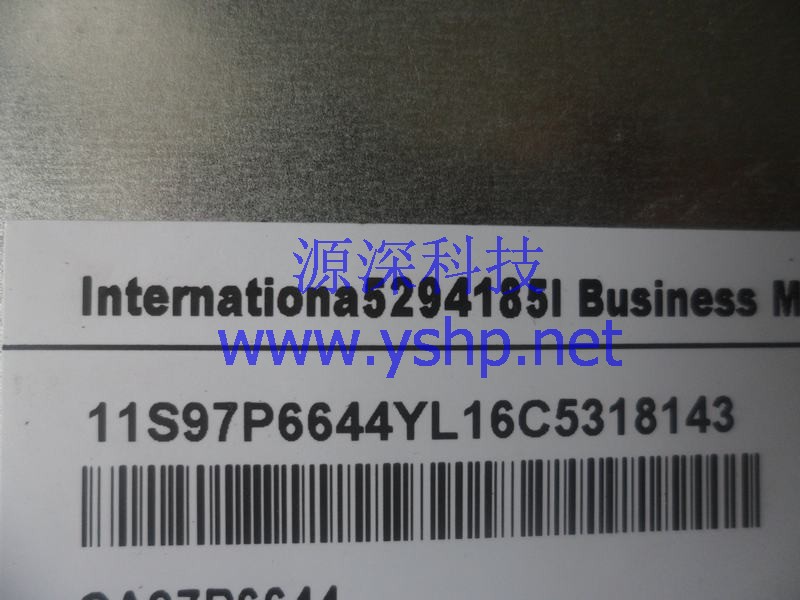 源深科技
Internationa5294185l Business M
www.yshp.net
11S97P6644YL16C5318143